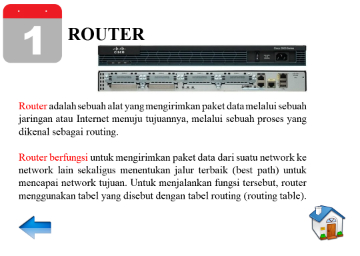 1
ROUTER
Router adalah sebuah alat yang mengirimkan paket data melalui sebuah
jaringan atau Internet menuju tujuannya, melalui sebuah proses yang
dikenal sebagai routing.
Router berfungsi untuk mengirimkan paket data dari suatu network ke
network lain sekaligus menentukan jalur terbaik (best path) untuk
mencapai network tujuan. Untuk menjalankan fungsi tersebut, router
menggunakan tabel yang disebut dengan tabel routing (routing table).